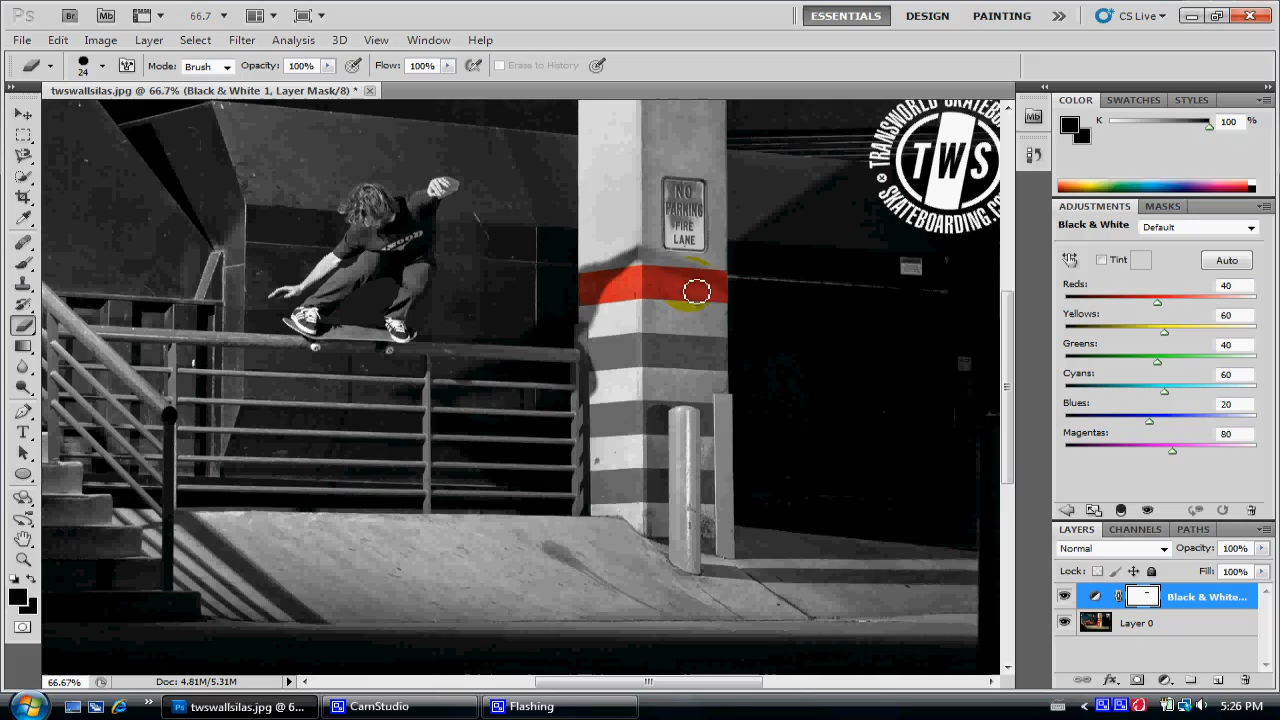 Ps Br Mb 66.7 ESSENTIALS DESIGN PAINTING CS Live
File Edit Image Layer Select Filter Analysis 3D View Window Help
24 Mode: Brush Opacity: 100% Flow: 100% Erase to History
twswallsilas.jpg @ 66.7% (Black & White 1, Layer Mask/8) *
TRANSWORLD SKATEBOARDING.CO
TWS
NO
PARKING
FIRE
LANE
66.67% Doc: 4.81M/5.31M
Mb
COLOR SWATCHES STYLES
K 100 %
ADJUSTMENTS MASKS
Black & White Default
Tint Auto
Reds: 40
Yellows: 60
Greens: 40
Cyans: 60
Blues: 20
Magentas: 80
LAYERS CHANNELS PATHS
Normal Opacity: 100%
Lock: Fill: 100%
Black & White...
Layer 0
twswallsilas.jpg @ 6... CamStudio Flashing 5:26 PM